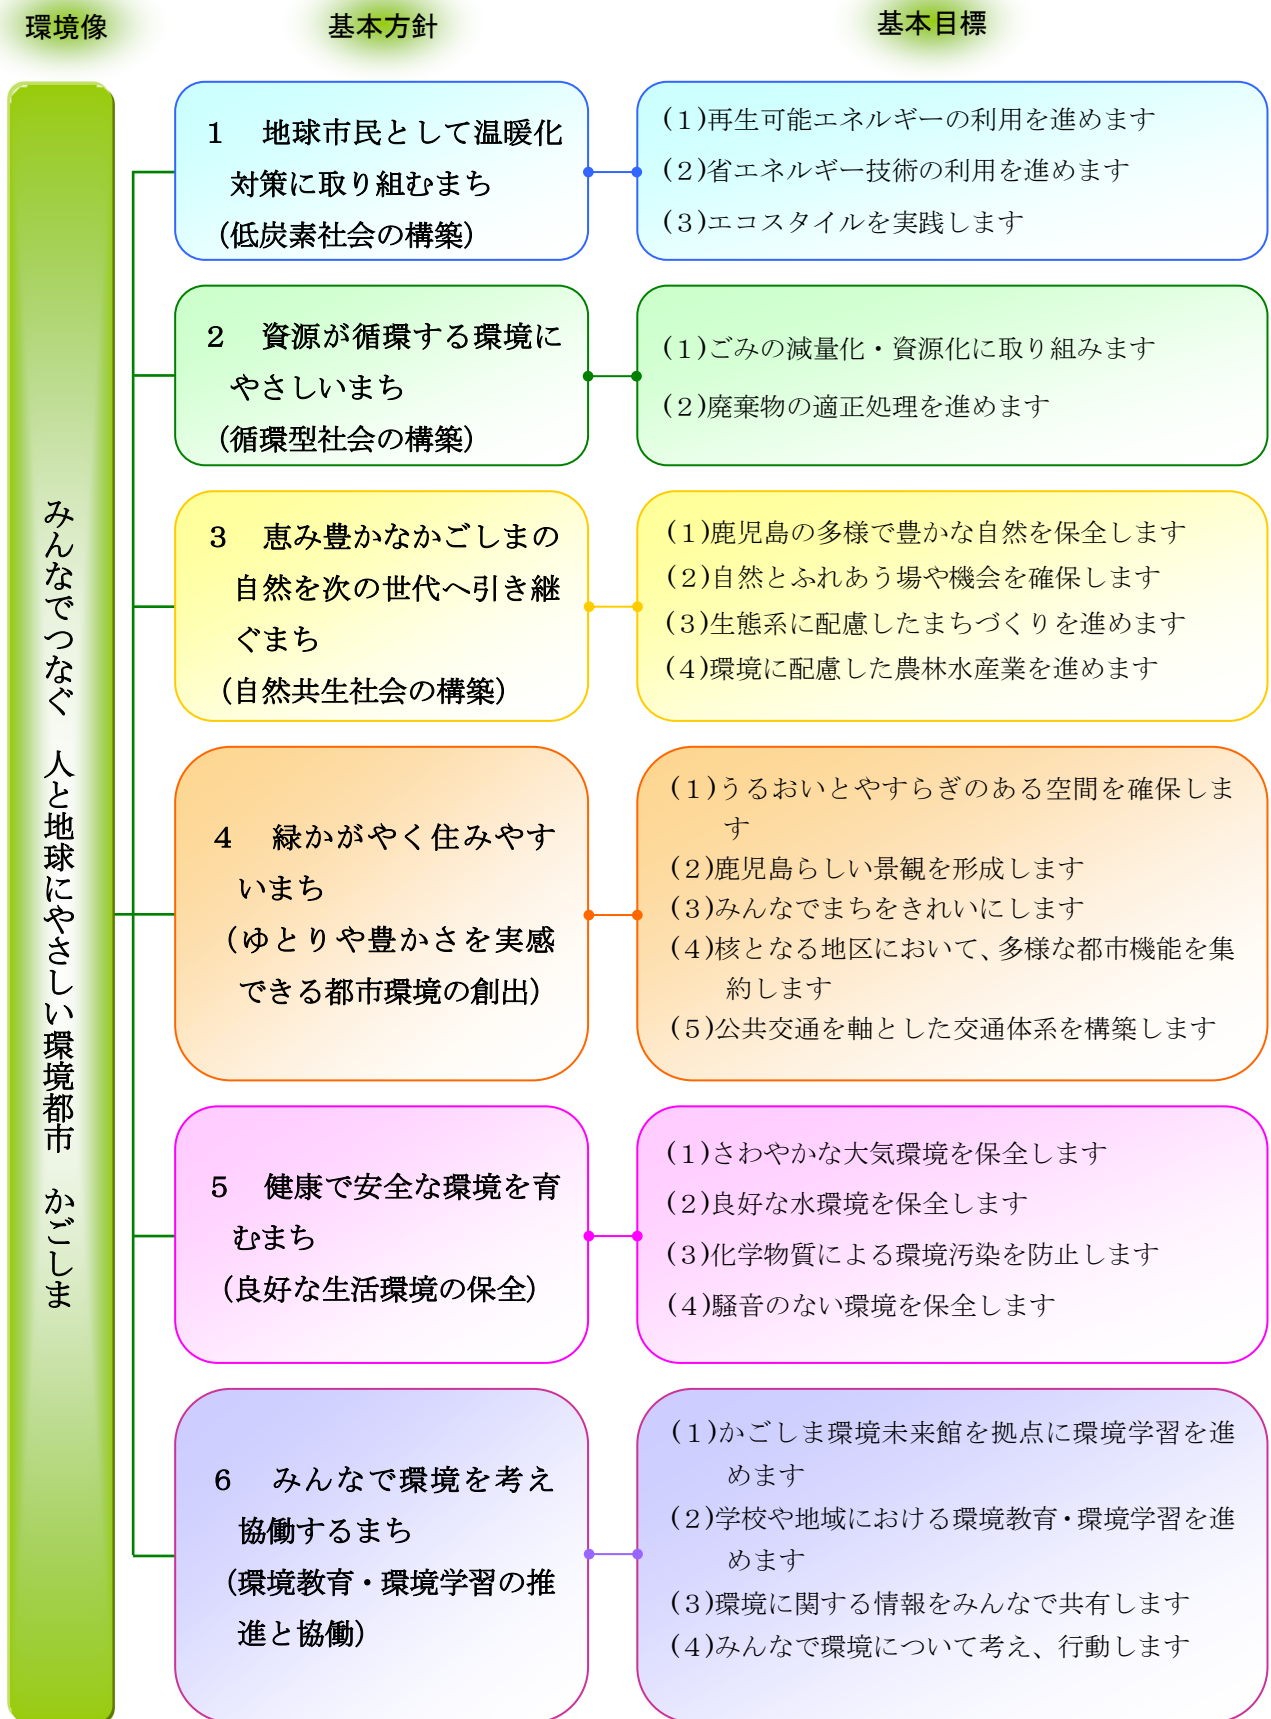 環境像
基本方針
基本目標
みんなでつなぐ　人と地球にやさしい環境都市　かごしま
１　地球市民として温暖化
対策に取り組むまち
（低炭素社会の構築）
(１)再生可能エネルギーの利用を進めます
(２)省エネルギー技術の利用を進めます
(３)エコスタイルを実践します
２　資源が循環する環境に
やさしいまち
（循環型社会の構築）
(１)ごみの減量化・資源化に取り組みます
(２)廃棄物の適正処理を進めます
３　恵み豊かなかごしまの
自然を次の世代へ引き継
ぐまち
（自然共生社会の構築）
(１)鹿児島の多様で豊かな自然を保全します
(２)自然とふれあう場や機会を確保します
(３)生態系に配慮したまちづくりを進めます
(４)環境に配慮した農林水産業を進めます
４　緑かがやく住みやす
いまち
（ゆとりや豊かさを実感
できる都市環境の創出）
(１)うるおいとやすらぎのある空間を確保しま
す
(２)鹿児島らしい景観を形成します
(３)みんなでまちをきれいにします
(４)核となる地区において、多様な都市機能を集
約します
(５)公共交通を軸とした交通体系を構築します
５　健康で安全な環境を育
むまち
（良好な生活環境の保全）
(１)さわやかな大気環境を保全します
(２)良好な水環境を保全します
(３)化学物質による環境汚染を防止します
(４)騒音のない環境を保全します
６　みんなで環境を考え
協働するまち
（環境教育・環境学習の推
進と協働）
(１)かごしま環境未来館を拠点に環境学習を進
めます
(２)学校や地域における環境教育・環境学習を進
めます
(３)環境に関する情報をみんなで共有します
(４)みんなで環境について考え、行動します